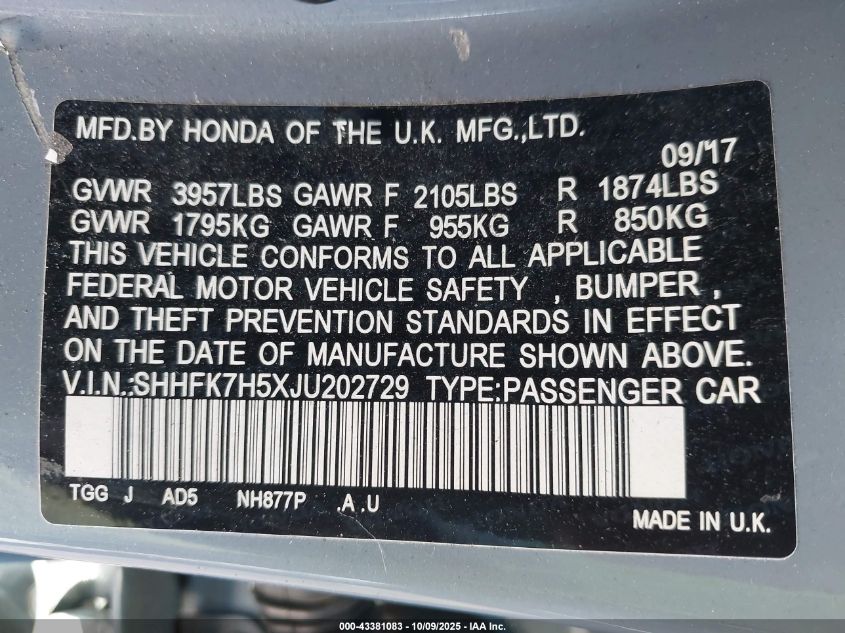 MFD.BY HONDA OF THE U.K. MFG.,LTD.
09/17
GVWR 3957LBS GAWR F 2105LBS R 1874LBS
GVWR 1795KG GAWR F 955KG R 850KG
THIS VEHICLE CONFORMS TO ALL APPLICABLE
FEDERAL MOTOR VEHICLE SAFETY , BUMPER ,
AND THEFT PREVENTION STANDARDS IN EFFECT
ON THE DATE OF MANUFACTURE SHOWN ABOVE.
V.I.N.:SHHFK7H5XJU202729 TYPE:PASSENGER CAR
TGG J AD5 NH877P .A .U
MADE IN U.K.
000-43381083 / 10/09/2025 - IAA Inc.